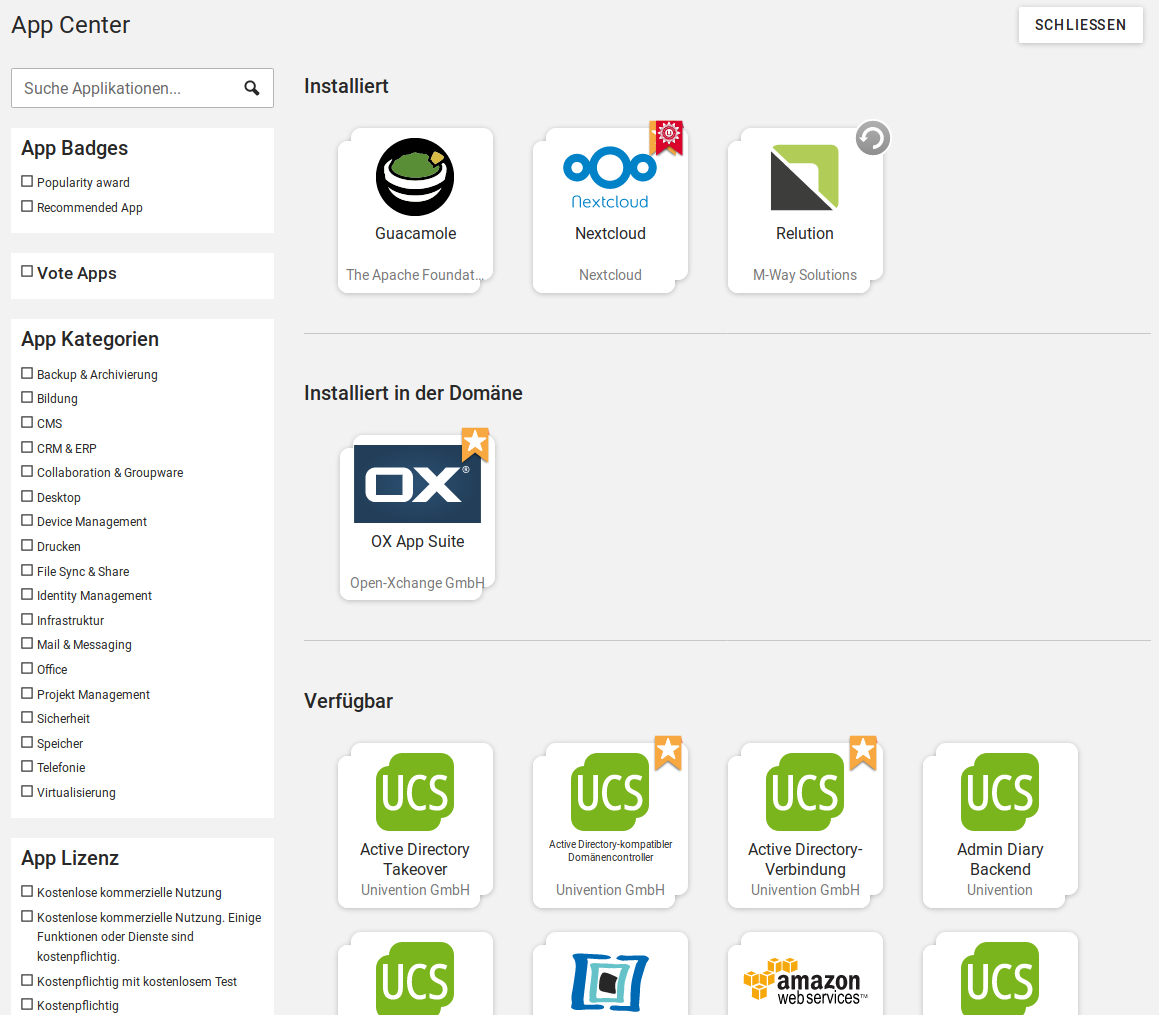 App Center
SCHLIESSEN
Suche Applikationen...
App Badges
Popularity award
Recommended App
Vote Apps
App Kategorien
Backup & Archivierung
Bildung
CMS
CRM & ERP
Collaboration & Groupware
Desktop
Device Management
Drucken
File Sync & Share
Identity Management
Infrastruktur
Mail & Messaging
Office
Projekt Management
Sicherheit
Speicher
Telefonie
Virtualisierung
App Lizenz
Kostenlose kommerzielle Nutzung
Kostenlose kommerzielle Nutzung. Einige
Funktionen oder Dienste sind
kostenpflichtig.
Kostenpflichtig mit kostenlosem Test
Kostenpflichtig
Installiert
Guacamole
The Apache Foundat...
Nextcloud
Nextcloud
Nextcloud
Relution
M-Way Solutions
Installiert in der Domäne
OX®
OX App Suite
Open-Xchange GmbH
Verfügbar
UCS
Active Directory
Takeover
Univention GmbH
UCS
Active Directory-kompatibler
Domänencontroller
Univention GmbH
UCS
Active Directory-
Verbindung
Univention GmbH
UCS
Admin Diary
Backend
Univention
UCS
amazon
web services™
UCS